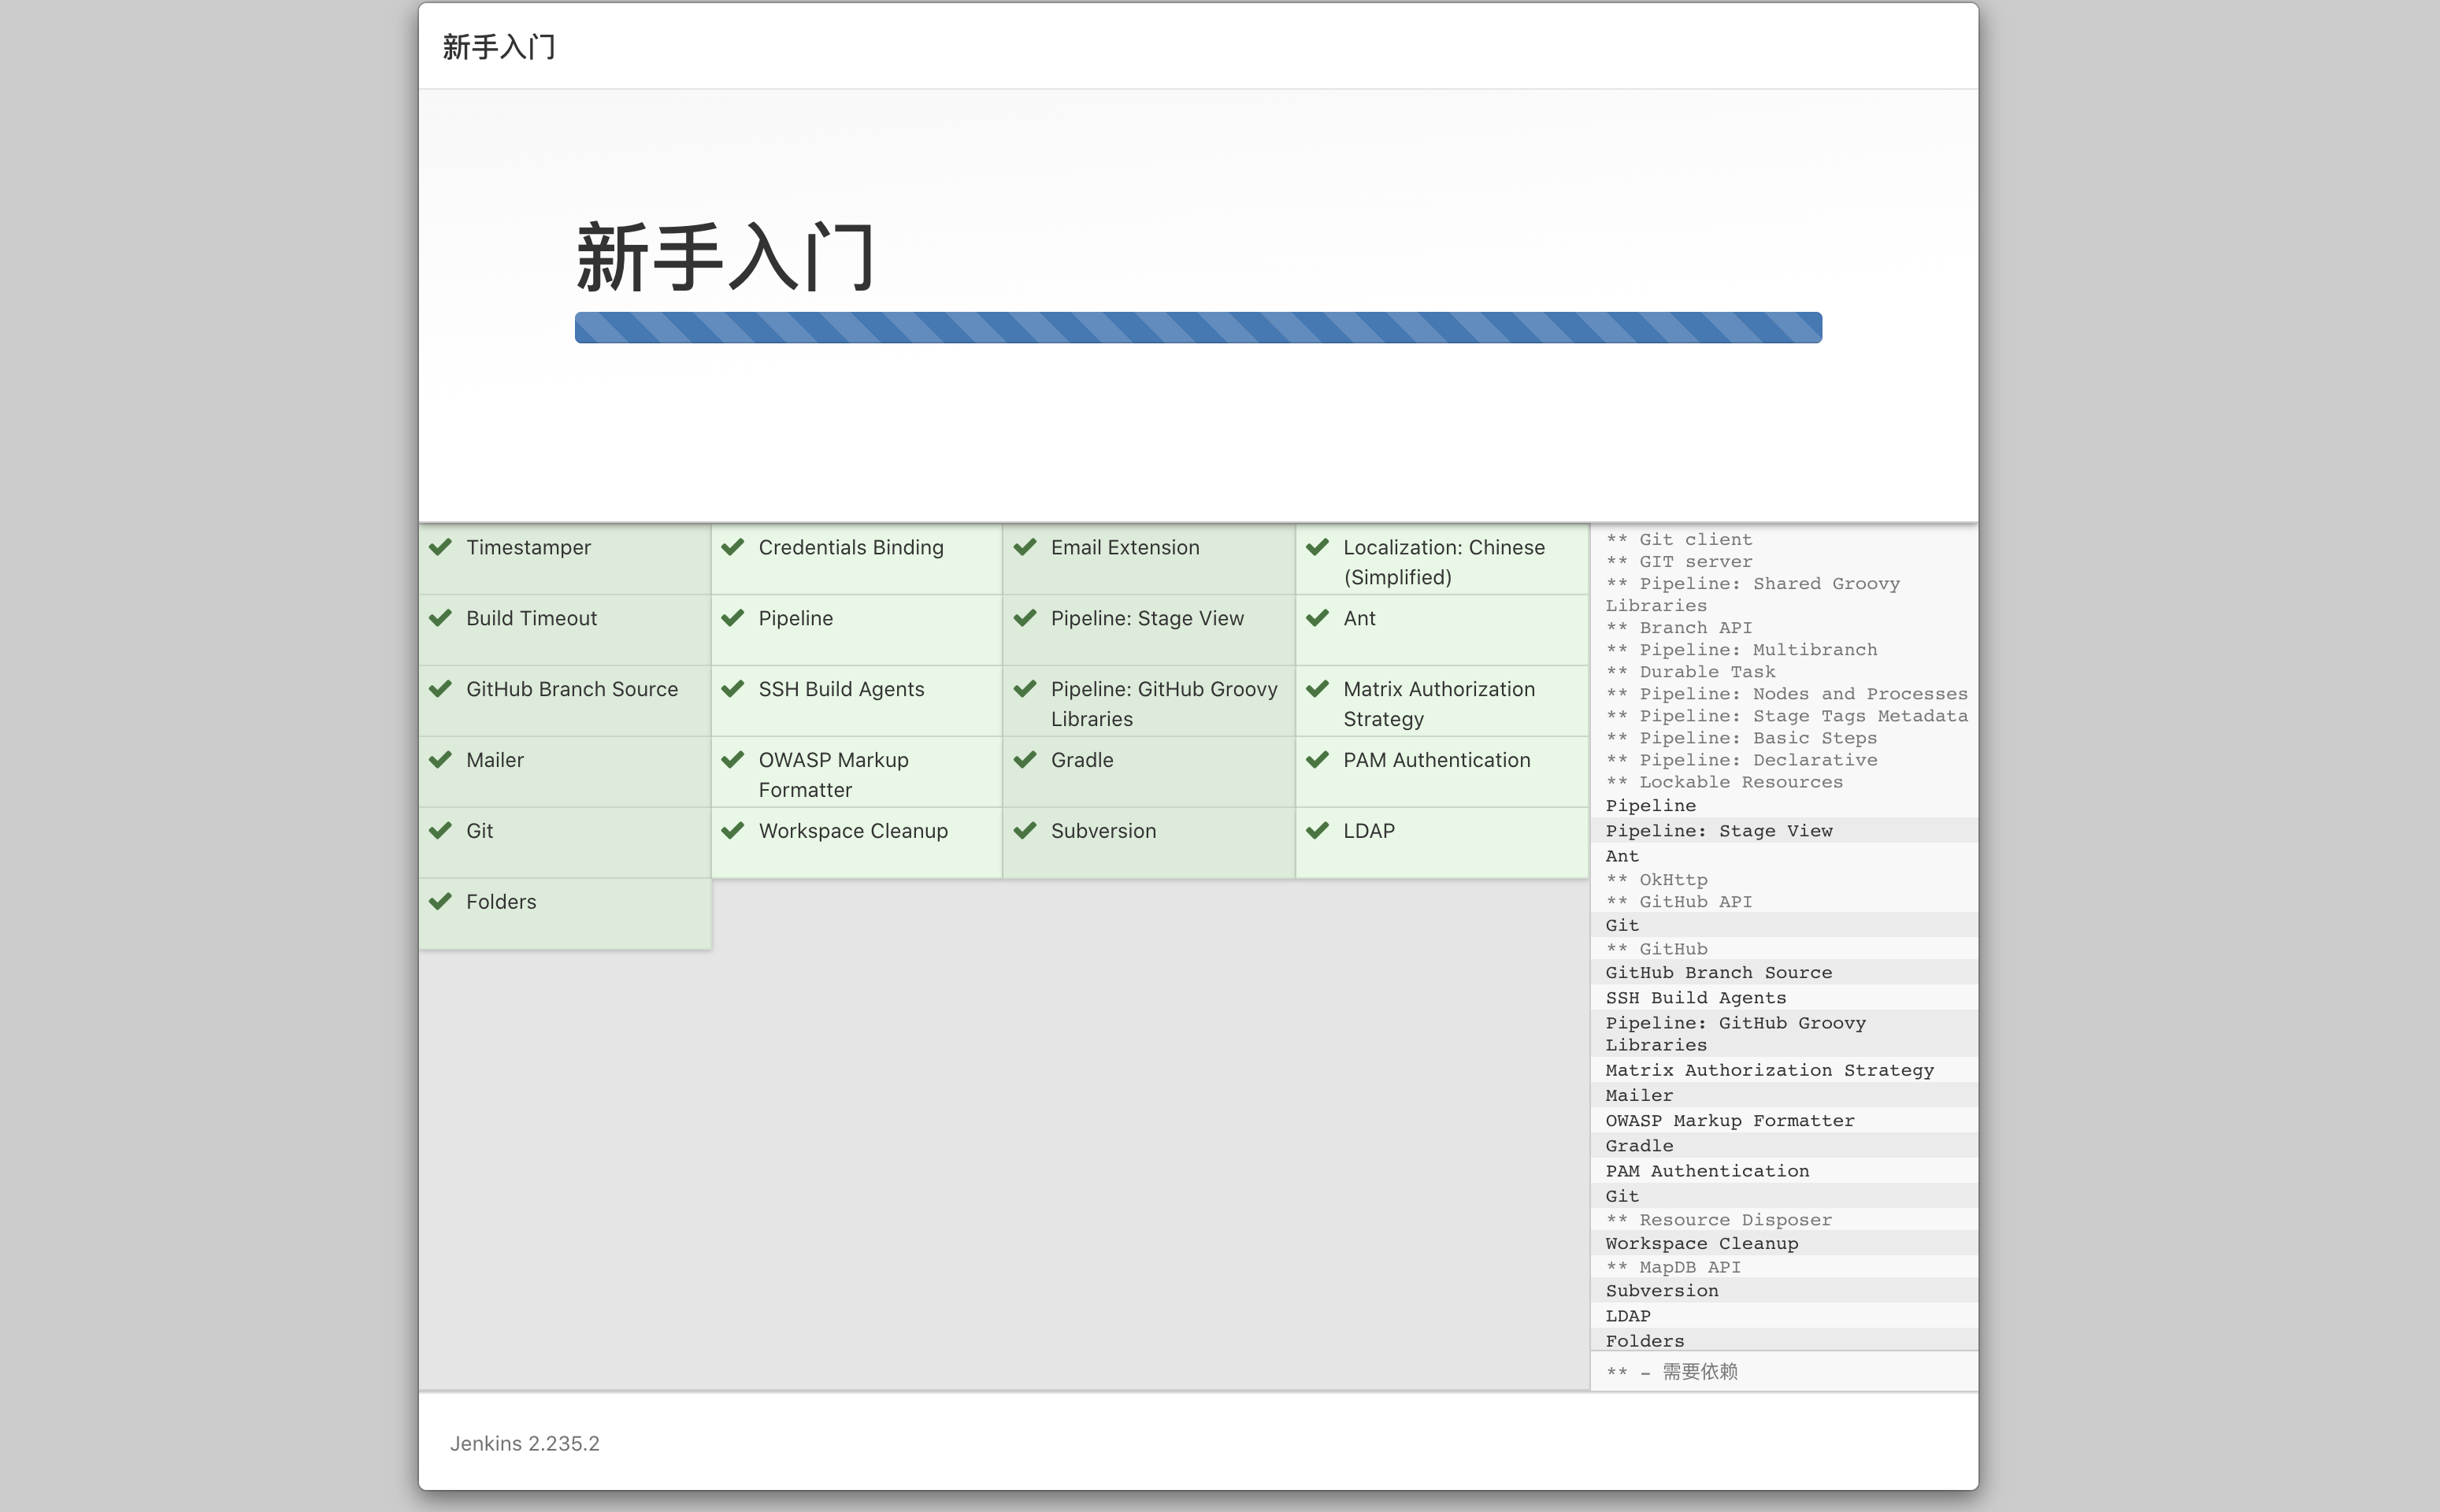 新手入门
新手入门
Timestamper
Credentials Binding
Email Extension
Localization: Chinese
(Simplified)
Build Timeout
Pipeline
Pipeline: Stage View
Ant
GitHub Branch Source
SSH Build Agents
Pipeline: GitHub Groovy
Libraries
Matrix Authorization
Strategy
Mailer
OWASP Markup
Formatter
Gradle
PAM Authentication
Git
Workspace Cleanup
Subversion
LDAP
Folders
** Git client
** GIT server
** Pipeline: Shared Groovy
Libraries
** Branch API
** Pipeline: Multibranch
** Durable Task
** Pipeline: Nodes and Processes
** Pipeline: Stage Tags Metadata
** Pipeline: Basic Steps
** Pipeline: Declarative
** Lockable Resources
Pipeline
Pipeline: Stage View
Ant
** OkHttp
** GitHub API
Git
** GitHub
GitHub Branch Source
SSH Build Agents
Pipeline: GitHub Groovy
Libraries
Matrix Authorization Strategy
Mailer
OWASP Markup Formatter
Gradle
PAM Authentication
Git
** Resource Disposer
Workspace Cleanup
** MapDB API
Subversion
LDAP
Folders
** - 需要依赖
Jenkins 2.235.2